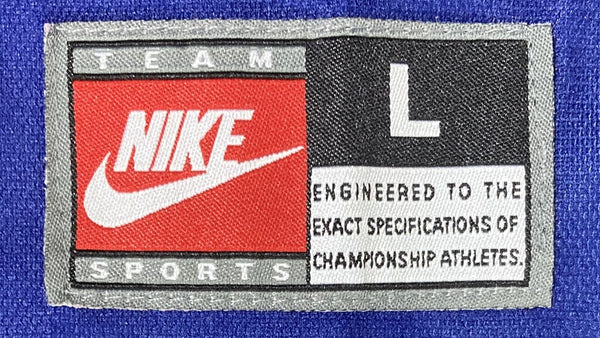 TEAM
NIKE
SPORTS
L
ENGINEERED TO THE
EXACT SPECIFICATIONS OF
CHAMPIONSHIP ATHLETES.